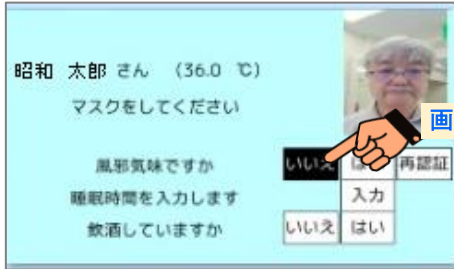 昭和 太郎 さん (36.0 ℃)
マスクをしてください
画
風邪気味ですか いいえ は 再認証
睡眠時間を入力します 入力
飲酒していますか いいえ はい